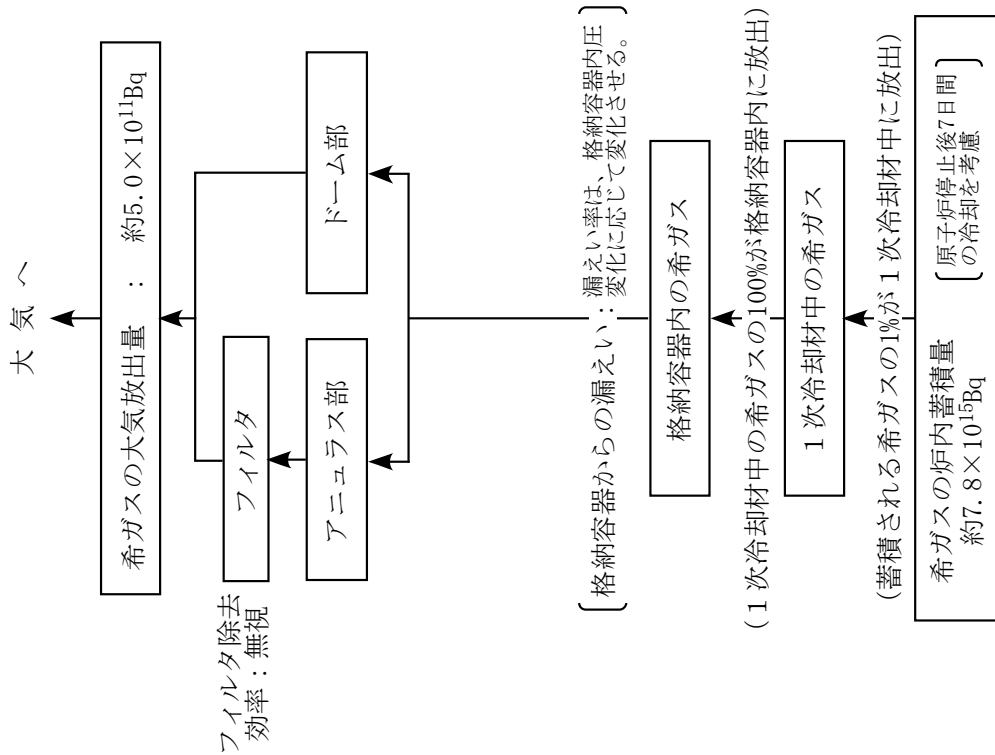 大 気 へ
希ガスの大気放出量 : 約5.0×10¹¹Bq
フィルタ除去
効率：無視
フィルタ
アニュラス部
ドーム部
格納容器からの漏えい：漏えい率は、格納容器内圧
変化に応じて変化させる。
格納容器内の希ガス
(1次冷却材中の希ガスの100%が格納容器内に放出)
1次冷却材中の希ガス
(蓄積される希ガスの1%が1次冷却材中に放出)
希ガスの炉内蓄積量
約7.8×10¹⁵Bq
原子炉停止後7日間
の冷却を考慮